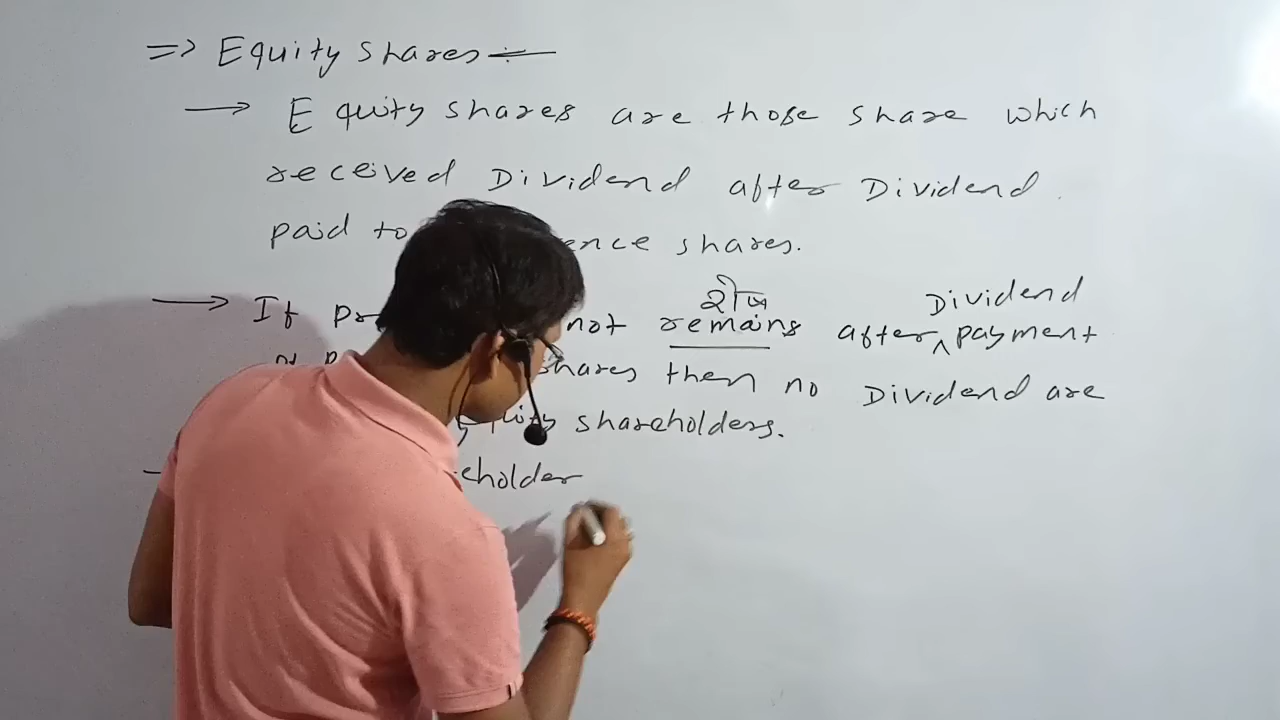 => Equity shares
→ Equity shares are those share which
received Dividend after Dividend
paid to ence shares.
शेष Dividend
→ If not remains after ^ payment
shares then no Dividend are
shareholders.
eholder